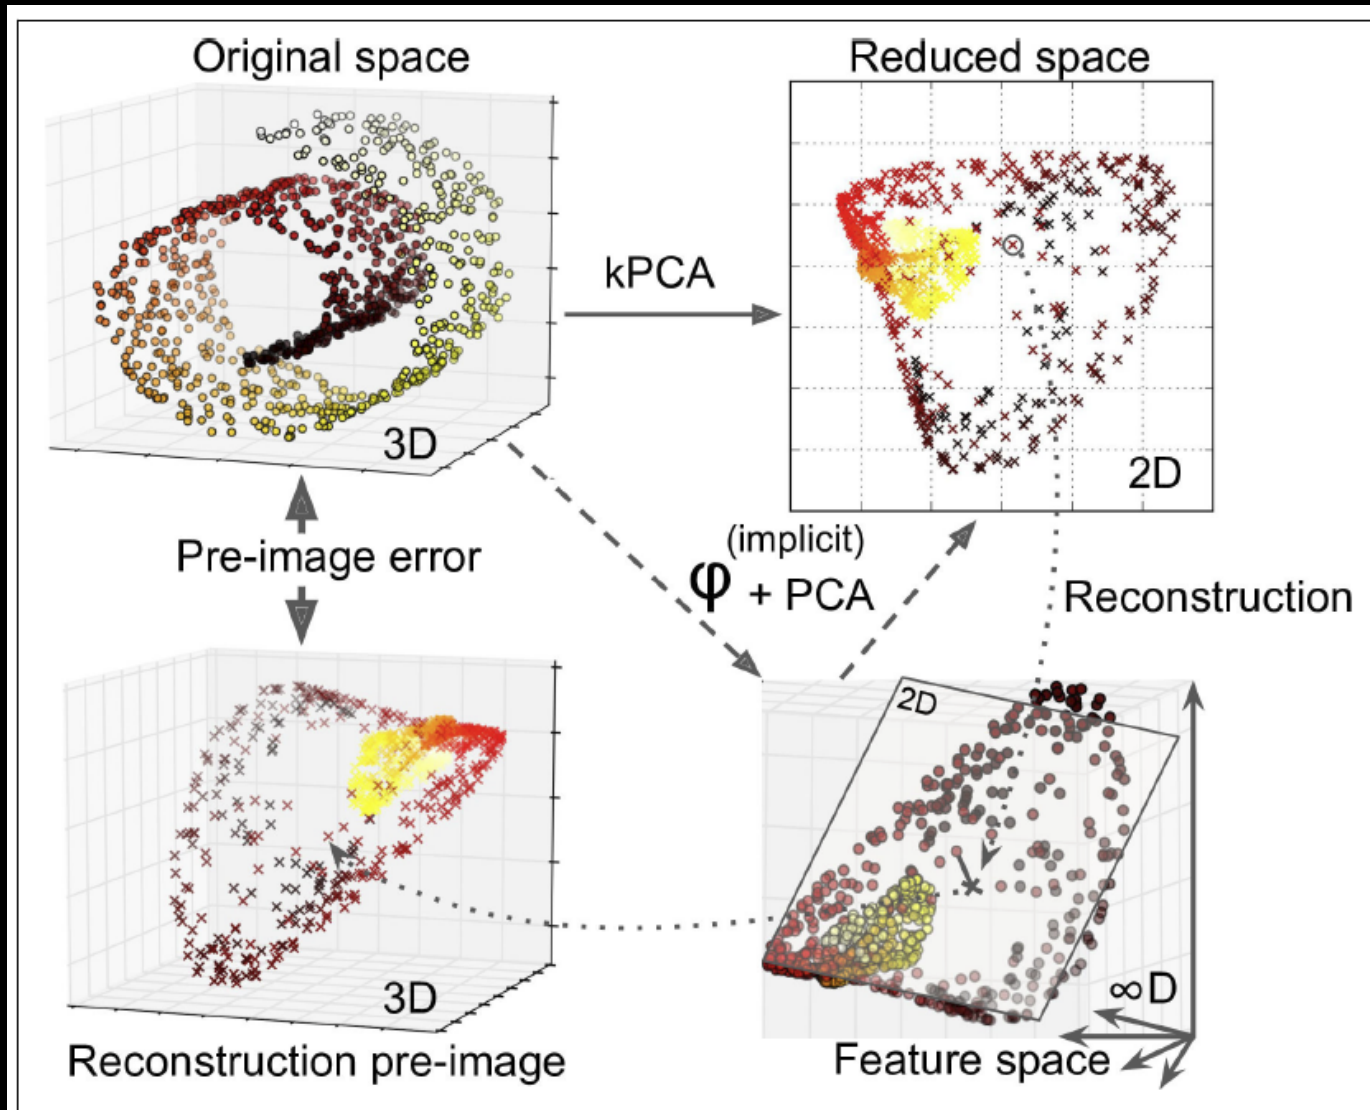 Original space
Reduced space
kPCA
3D
2D
Pre-image error
(implicit)
φ + PCA
Reconstruction
2D
3D
∞D
Reconstruction pre-image
Feature space